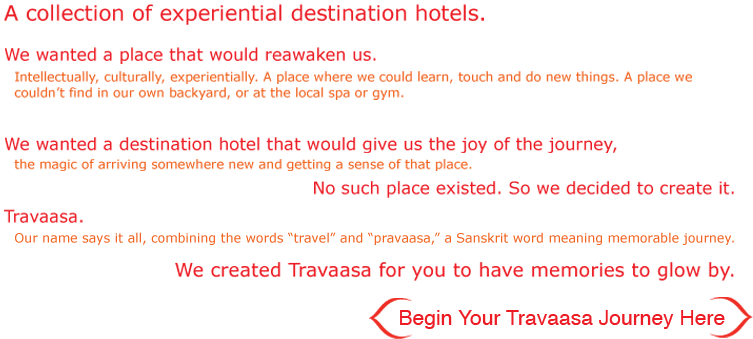 A collection of experiential destination hotels.
We wanted a place that would reawaken us.
Intellectually, culturally, experientially. A place where we could learn, touch and do new things. A place we
couldn’t find in our own backyard, or at the local spa or gym.
We wanted a destination hotel that would give us the joy of the journey,
the magic of arriving somewhere new and getting a sense of that place.
No such place existed. So we decided to create it.
Travaasa.
Our name says it all, combining the words “travel” and “pravaasa,” a Sanskrit word meaning memorable journey.
We created Travaasa for you to have memories to glow by.
Begin Your Travaasa Journey Here